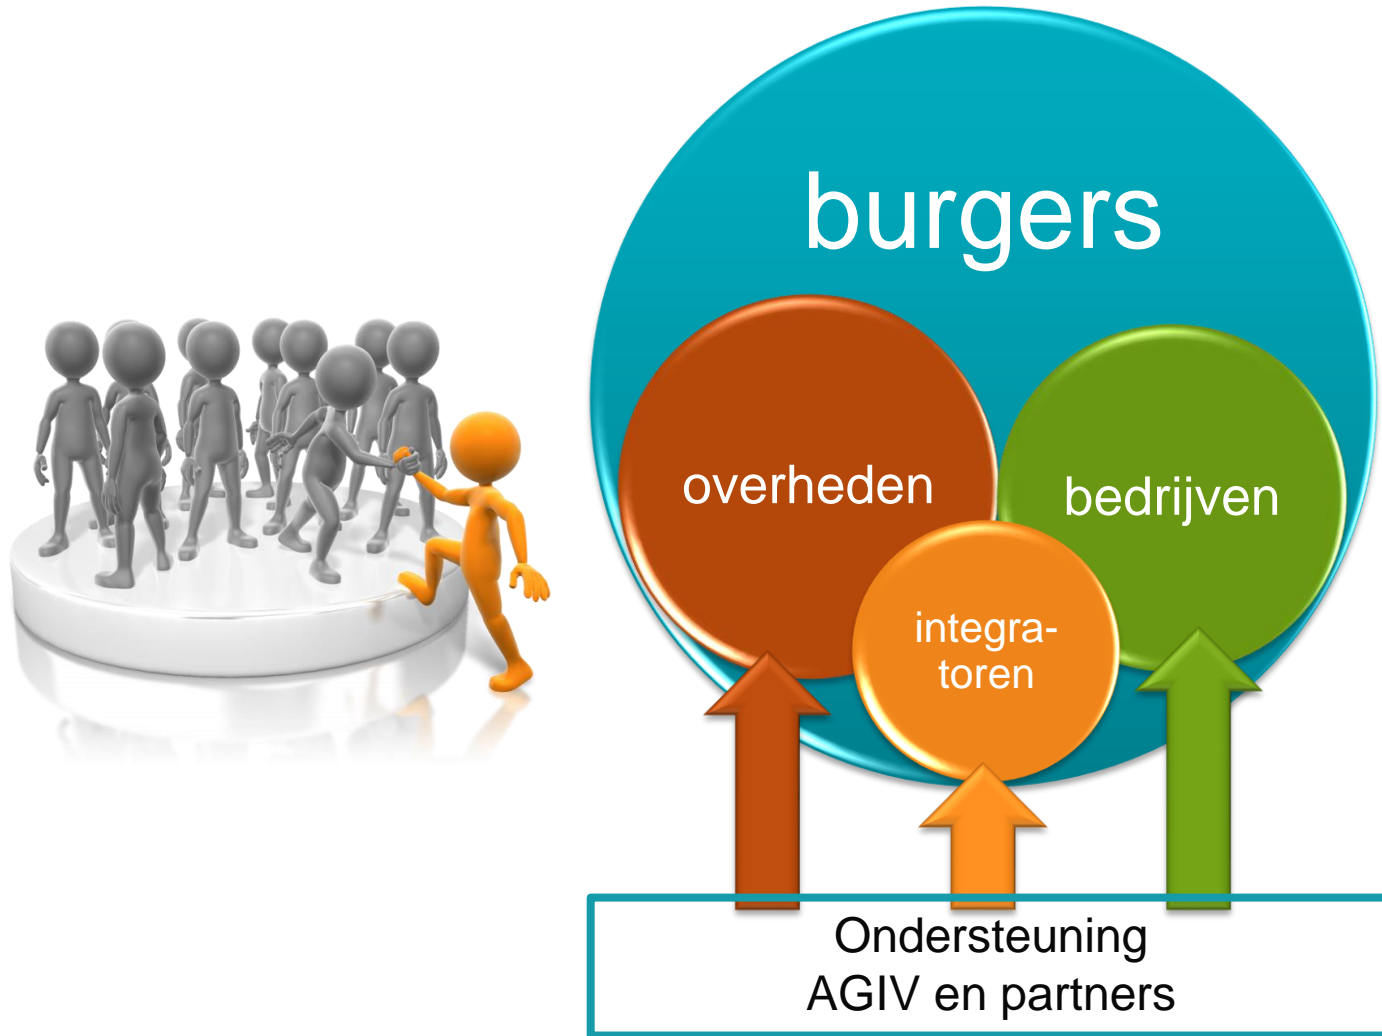 burgers
overheden
bedrijven
integra-
toren
Ondersteuning
AGIV en partners